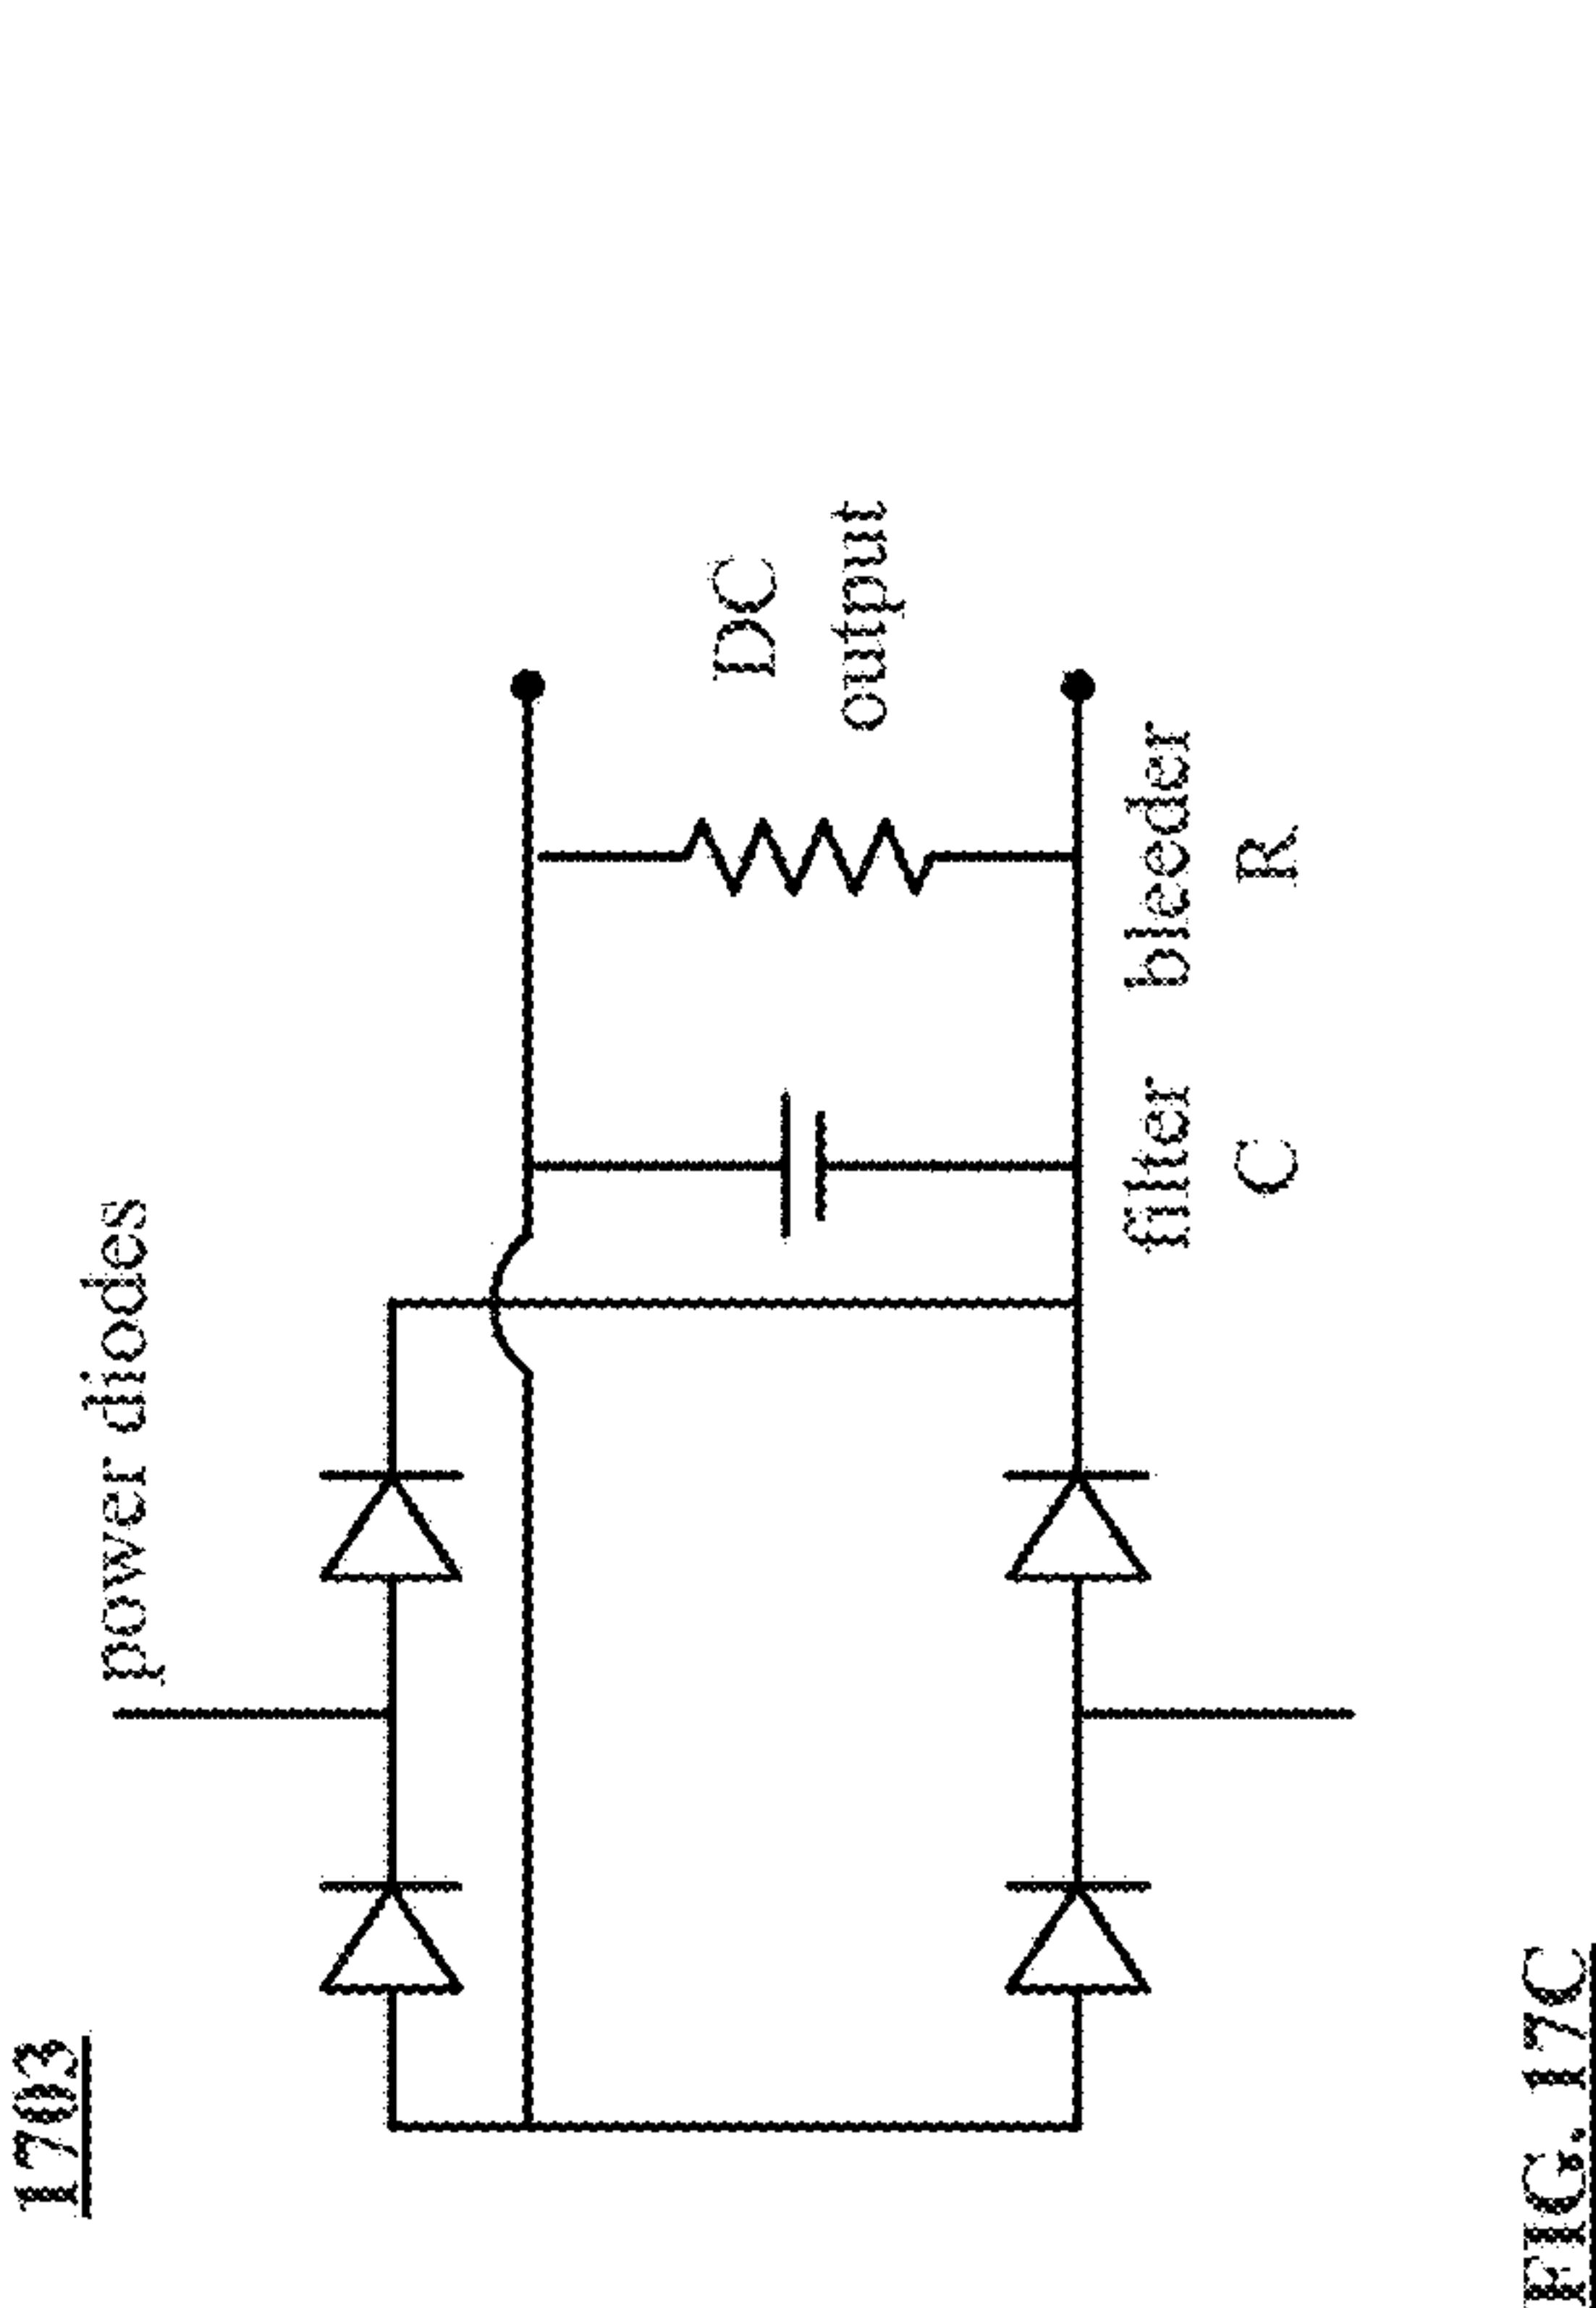 1703
power diodes
DC
output
filter
C
bleeder
R
FIG. 17C